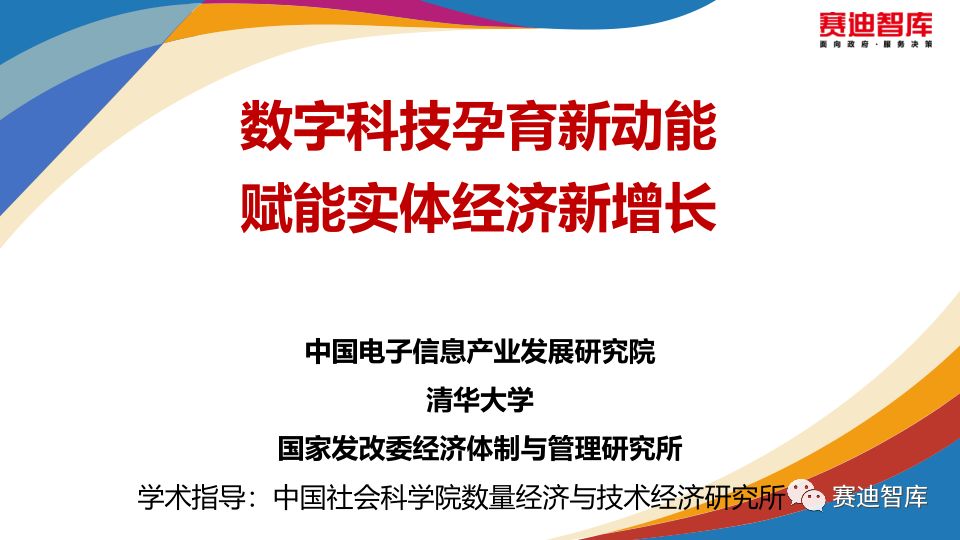 赛迪智库
面向政府·服务决策
数字科技孕育新动能
赋能实体经济新增长
中国电子信息产业发展研究院
清华大学
国家发改委经济体制与管理研究所
学术指导：中国社会科学院数量经济与技术经济研究所
赛迪智库